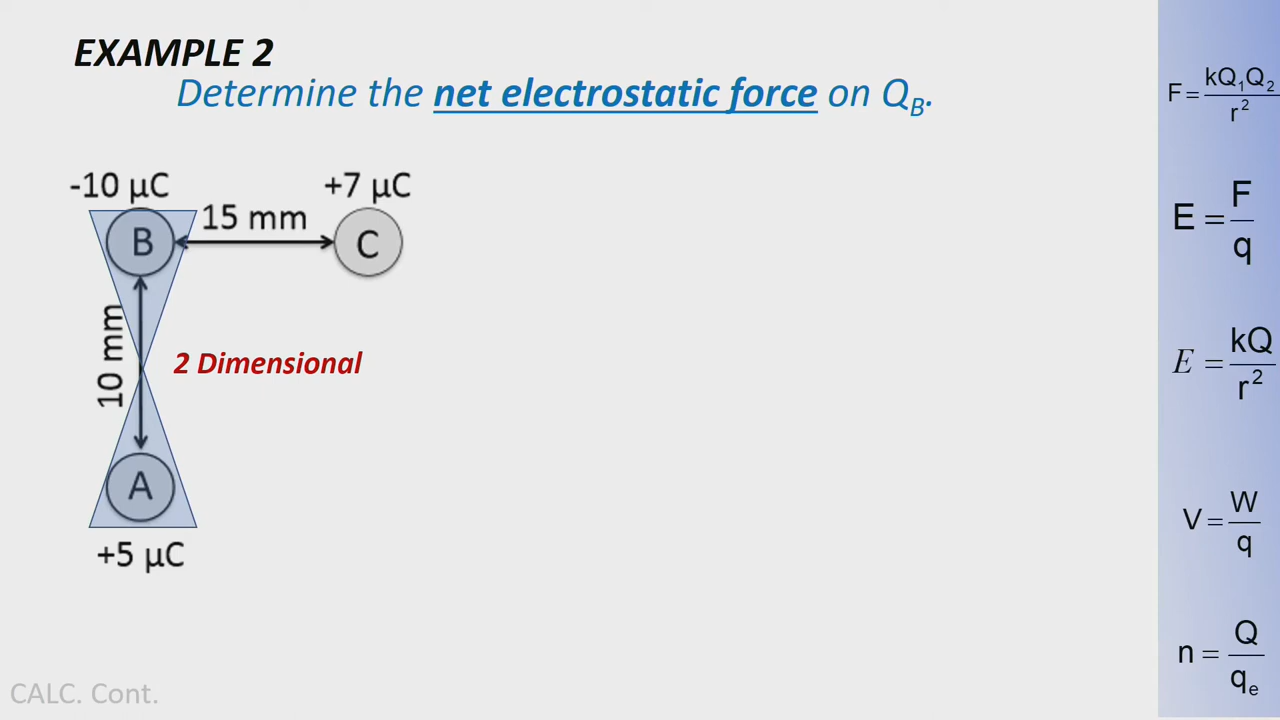 EXAMPLE 2
Determine the net electrostatic force on Q_B.
-10 µC
+7 µC
15 mm
B
C
10 mm
2 Dimensional
A
+5 µC
CALC. Cont.
F = kQ₁Q₂ / r²
E = F / q
E = kQ / r²
V = W / q
n = Q / qₑ